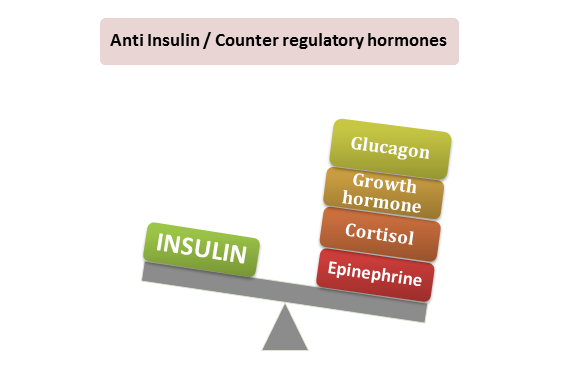 Anti Insulin / Counter regulatory hormones
Glucagon
Growth
hormone
INSULIN
Cortisol
Epinephrine